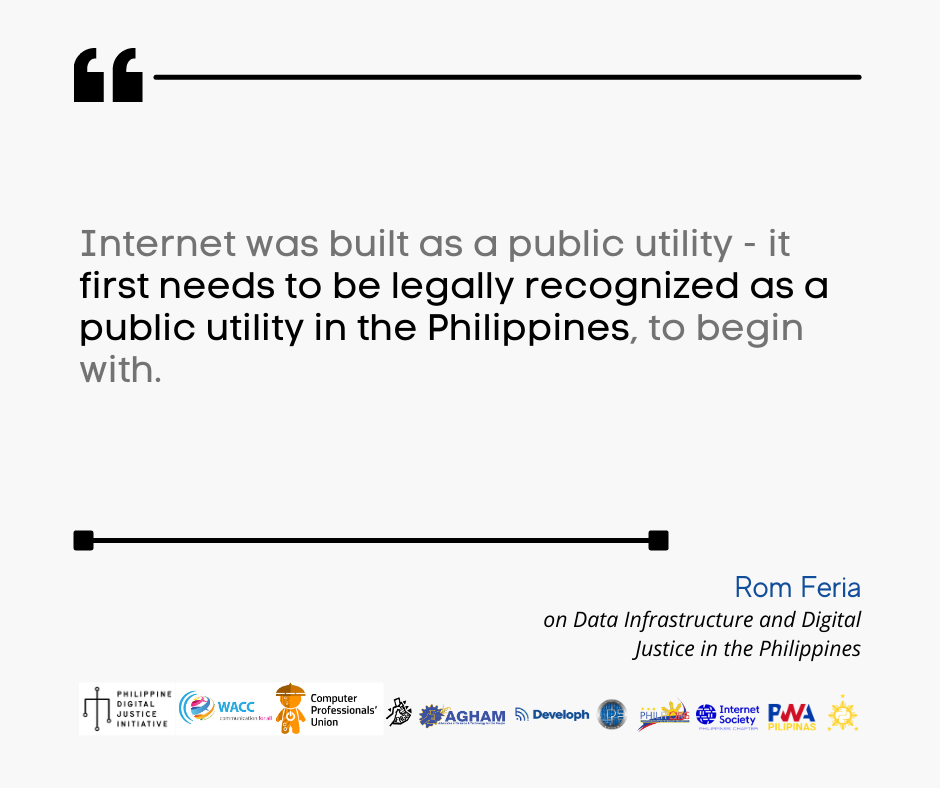 Internet was built as a public utility - it
first needs to be legally recognized as a
public utility in the Philippines, to begin
with.
Rom Feria
on Data Infrastructure and Digital
Justice in the Philippines
PHILIPPINE
DIGITAL
JUSTICE
INITIATIVE
WACC
communication for all
Computer
Professionals'
Union
AGHAM
Developh
Internet
Society
PHILIPPINES CHAPTER
PWA
PILIPINAS